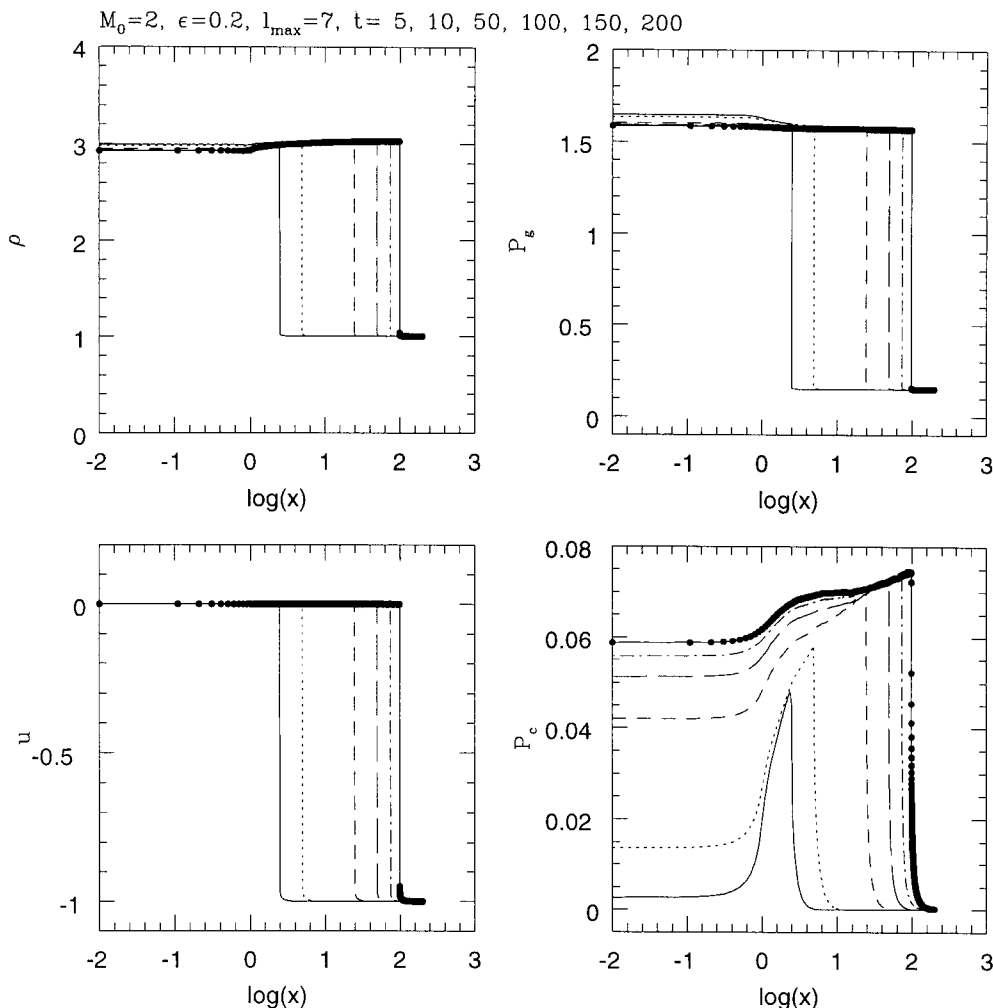 M₀=2, ϵ=0.2, l_max=7, t= 5, 10, 50, 100, 150, 200
4
3
2
1
0
ρ
-2 -1 0 1 2 3
log(x)
2
1.5
1
0.5
0
P_g
-2 -1 0 1 2 3
log(x)
0
-0.5
-1
u
-2 -1 0 1 2 3
log(x)
0.08
0.06
0.04
0.02
0
P_c
-2 -1 0 1 2 3
log(x)